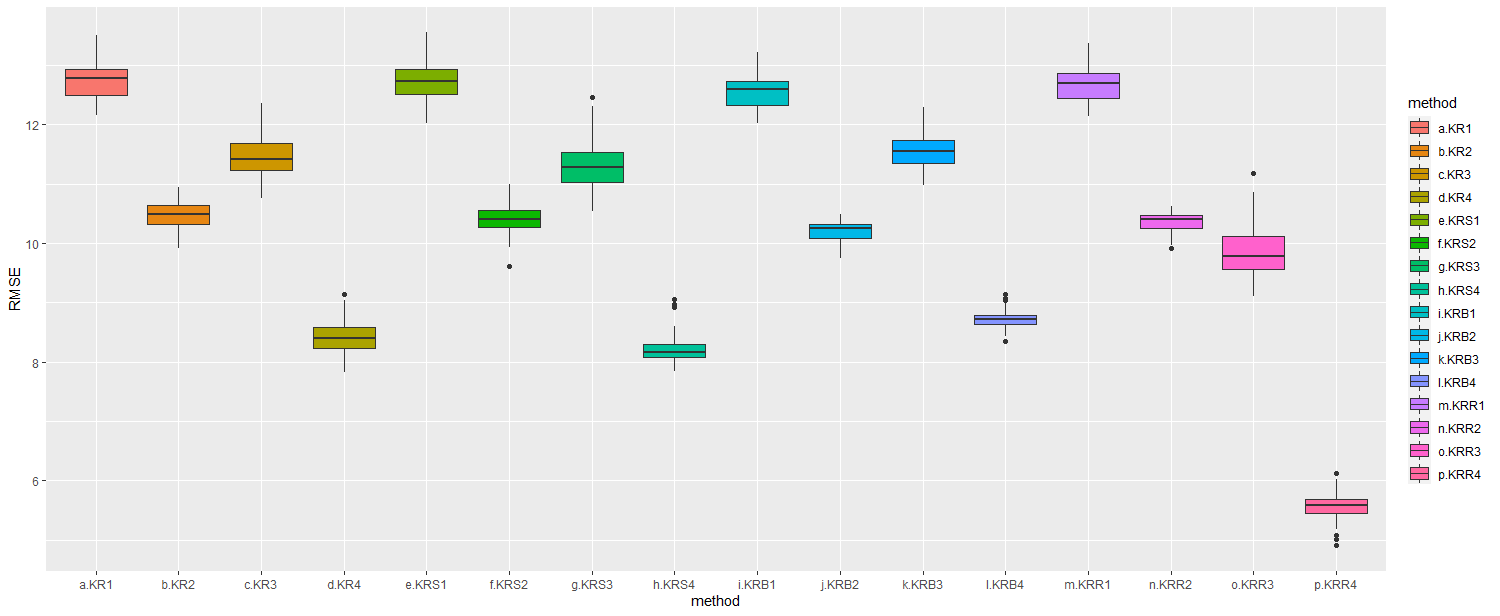 RMSE
12
10
8
6
a.KR1 b.KR2 c.KR3 d.KR4 e.KRS1 f.KRS2 g.KRS3 h.KRS4 i.KRB1 j.KRB2 k.KRB3 l.KRB4 m.KRR1 n.KRR2 o.KRR3 p.KRR4
method
method
a.KR1
b.KR2
c.KR3
d.KR4
e.KRS1
f.KRS2
g.KRS3
h.KRS4
i.KRB1
j.KRB2
k.KRB3
l.KRB4
m.KRR1
n.KRR2
o.KRR3
p.KRR4